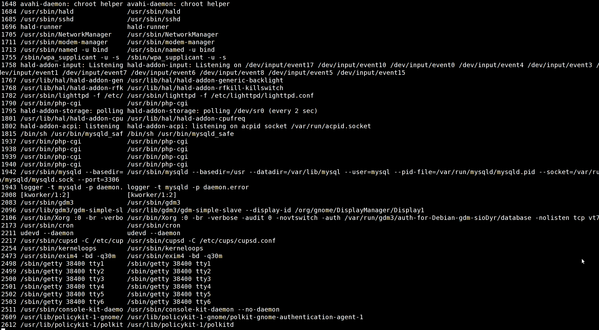 1648 avahi-daemon: chroot helper avahi-daemon: chroot helper
1684 /usr/sbin/hald /usr/sbin/hald
1685 /usr/sbin/sshd /usr/sbin/sshd
1696 hald-runner hald-runner
1705 /usr/sbin/NetworkManager /usr/sbin/NetworkManager
1711 /usr/sbin/modem-manager /usr/sbin/modem-manager
1713 /usr/sbin/named -u bind /usr/sbin/named -u bind
1755 /sbin/wpa_supplicant -u -s /sbin/wpa_supplicant -u -s
1758 hald-addon-input: Listening hald-addon-input: Listening on /dev/input/event17 /dev/input/event10 /dev/input/event0 /dev/input/event4 /dev/input/event3 /
dev/input/event1 /dev/input/event7 /dev/input/event6 /dev/input/event8 /dev/input/event5 /dev/input/event15
1767 /usr/lib/hal/hald-addon-gen /usr/lib/hal/hald-addon-generic-backlight
1768 /usr/lib/hal/hald-addon-rfk /usr/lib/hal/hald-addon-rfkill-killswitch
1782 /usr/sbin/lighttpd -f /etc/ /usr/sbin/lighttpd -f /etc/lighttpd/lighttpd.conf
1790 /usr/bin/php-cgi /usr/bin/php-cgi
1795 hald-addon-storage: polling hald-addon-storage: polling /dev/sr0 (every 2 sec)
1801 /usr/lib/hal/hald-addon-cpu /usr/lib/hal/hald-addon-cpufreq
1802 hald-addon-acpi: listening hald-addon-acpi: listening on acpid socket /var/run/acpid.socket
1815 /bin/sh /usr/bin/mysqld_saf /bin/sh /usr/bin/mysqld_safe
1937 /usr/bin/php-cgi /usr/bin/php-cgi
1938 /usr/bin/php-cgi /usr/bin/php-cgi
1939 /usr/bin/php-cgi /usr/bin/php-cgi
1940 /usr/bin/php-cgi /usr/bin/php-cgi
1942 /usr/sbin/mysqld --basedir= /usr/sbin/mysqld --basedir=/usr --datadir=/var/lib/mysql --user=mysql --pid-file=/var/run/mysqld/mysqld.pid --socket=/var/ru
n/mysqld/mysqld.sock --port=3306
1943 logger -t mysqld -p daemon. logger -t mysqld -p daemon.error
2008 [kworker/1:2] [kworker/1:2]
2083 /usr/sbin/gdm3 /usr/sbin/gdm3
2096 /usr/lib/gdm3/gdm-simple-sl /usr/lib/gdm3/gdm-simple-slave --display-id /org/gnome/DisplayManager/Display1
2106 /usr/bin/Xorg :0 -br -verbo /usr/bin/Xorg :0 -br -verbose -audit 0 -novtswitch -auth /var/run/gdm3/auth-for-Debian-gdm-sioDyr/database -nolisten tcp vt7
2173 /usr/sbin/cron /usr/sbin/cron
2211 udevd --daemon udevd --daemon
2217 /usr/sbin/cupsd -C /etc/cup /usr/sbin/cupsd -C /etc/cups/cupsd.conf
2254 /usr/sbin/kerneloops /usr/sbin/kerneloops
2473 /usr/sbin/exim4 -bd -q30m /usr/sbin/exim4 -bd -q30m
2498 /sbin/getty 38400 tty1 /sbin/getty 38400 tty1
2499 /sbin/getty 38400 tty2 /sbin/getty 38400 tty2
2500 /sbin/getty 38400 tty3 /sbin/getty 38400 tty3
2501 /sbin/getty 38400 tty4 /sbin/getty 38400 tty4
2502 /sbin/getty 38400 tty5 /sbin/getty 38400 tty5
2503 /sbin/getty 38400 tty6 /sbin/getty 38400 tty6
2511 /usr/sbin/console-kit-daemo /usr/sbin/console-kit-daemon --no-daemon
2609 /usr/lib/policykit-1-gnome/ /usr/lib/policykit-1-gnome/polkit-gnome-authentication-agent-1
2612 /usr/lib/policykit-1/polkit /usr/lib/policykit-1/polkitd